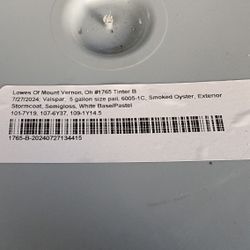 Lowes Of Mount Vernon, Oh #1765 Tinter B
7/27/2024, Valspar, 5 gallon size pail, 6005-1C, Smoked Oyster, Exterior
Stormcoat, Semigloss, White Base/Pastel
101-7Y19, 107-6Y37, 109-1Y14.5
1765-B-20240727134415